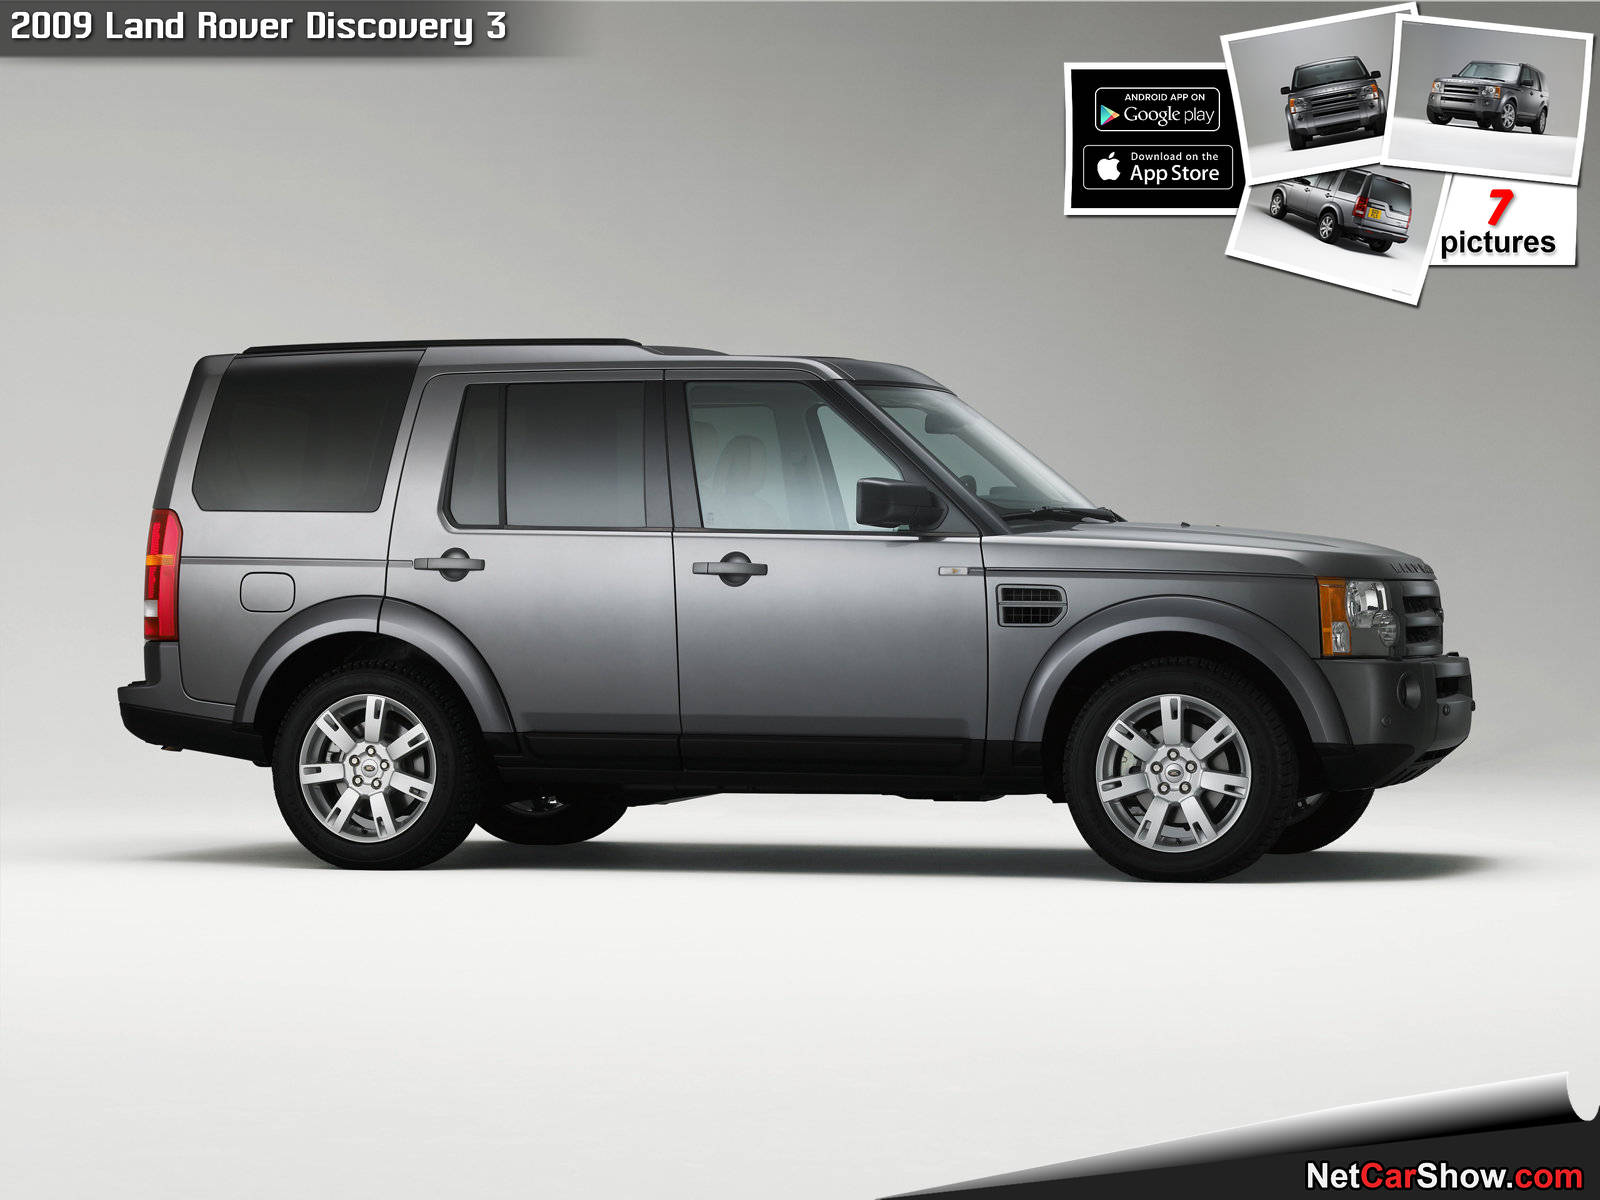 2009 Land Rover Discovery 3
ANDROID APP ON
Google play
Download on the
App Store
7
pictures
NetCarShow.com